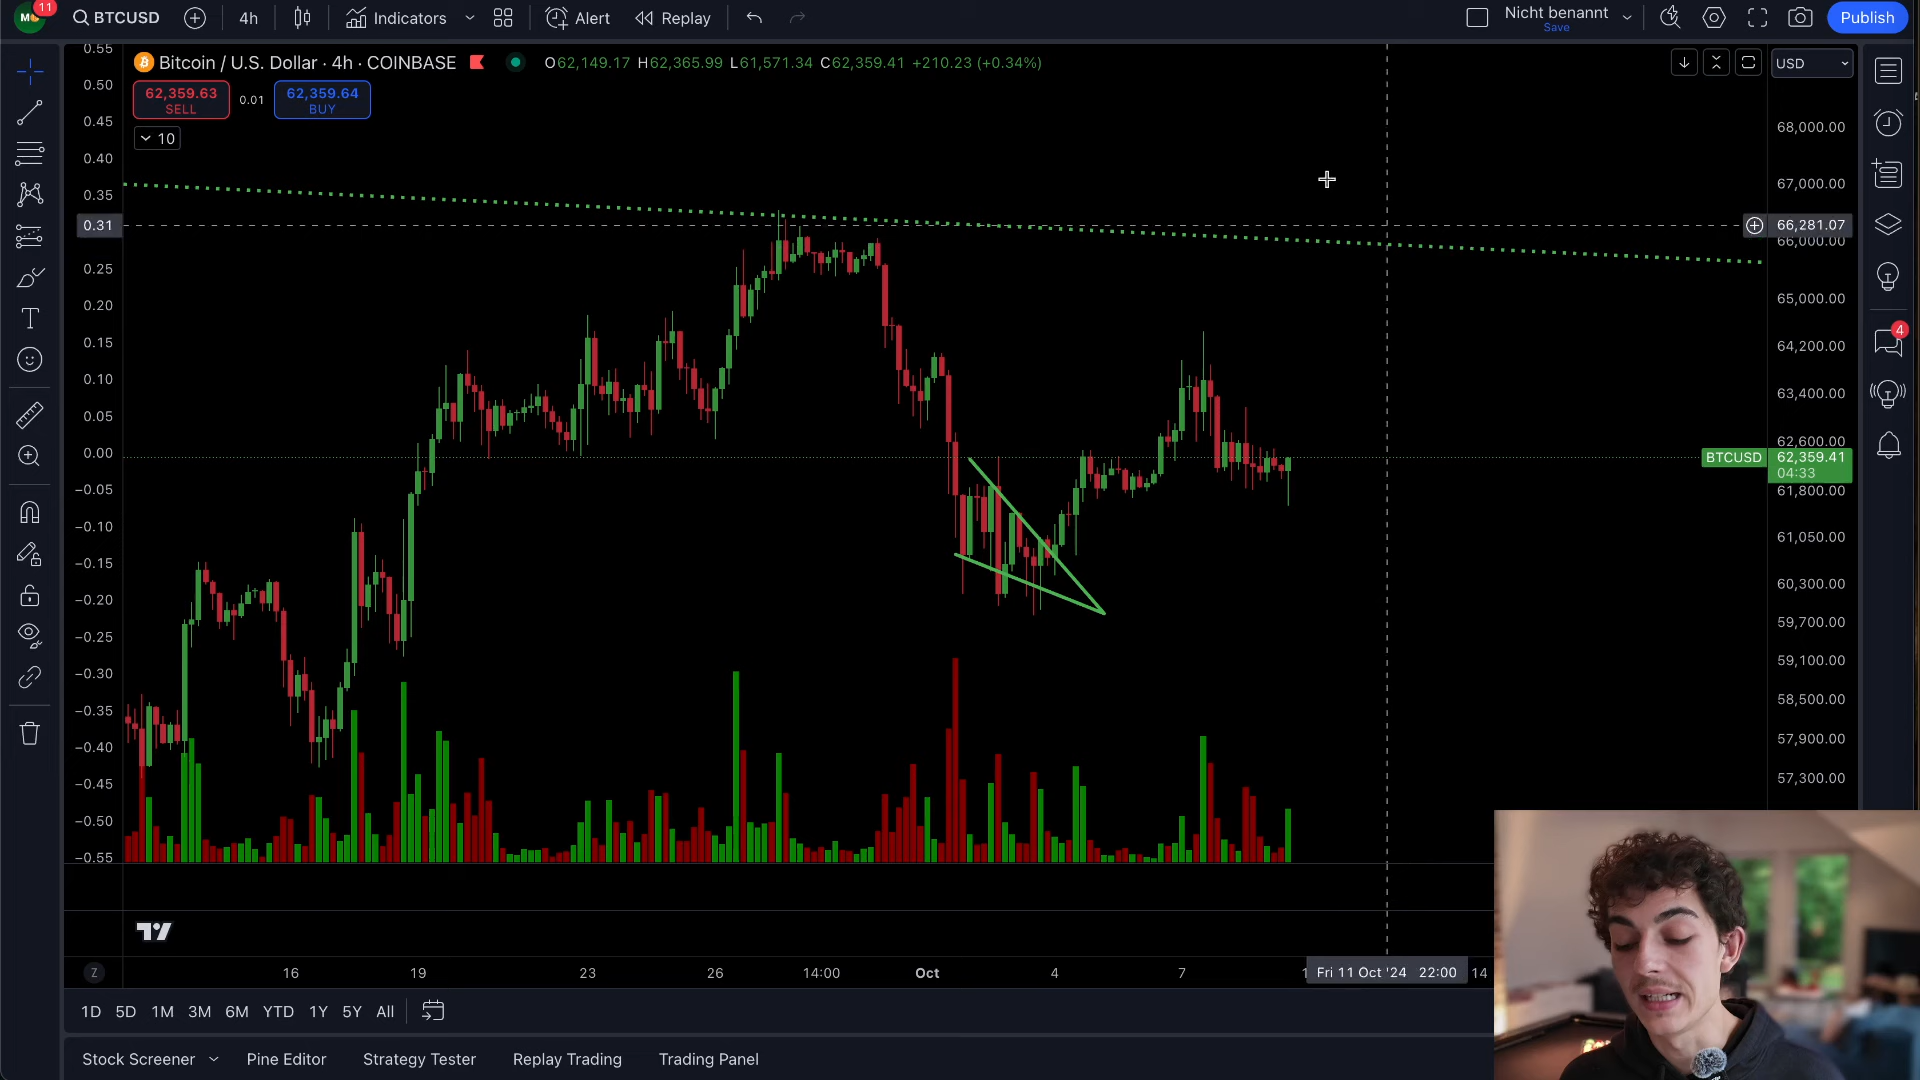 11
BTCUSD
4h
Indicators
Alert
Replay
Nicht benannt
Save
Publish
Bitcoin / U.S. Dollar · 4h · COINBASE
O62,149.17 H62,365.99 L61,571.34 C62,359.41 +210.23 (+0.34%)
USD
62,359.63
SELL
0.01
62,359.64
BUY
10
0.55
0.50
0.45
0.40
0.35
0.31
0.25
0.20
0.15
0.10
0.05
0.00
−0.05
−0.10
−0.15
−0.20
−0.25
−0.30
−0.35
−0.40
−0.45
−0.50
−0.55
68,000.00
67,000.00
66,281.07
66,000.00
65,000.00
64,200.00
63,400.00
62,600.00
BTCUSD
62,359.41
04:33
61,800.00
61,050.00
60,300.00
59,700.00
59,100.00
58,500.00
57,900.00
57,300.00
4
Z
16
19
23
26
14:00
Oct
4
7
Fri 11 Oct '24 22:00
14
1D
5D
1M
3M
6M
YTD
1Y
5Y
All
Stock Screener
Pine Editor
Strategy Tester
Replay Trading
Trading Panel